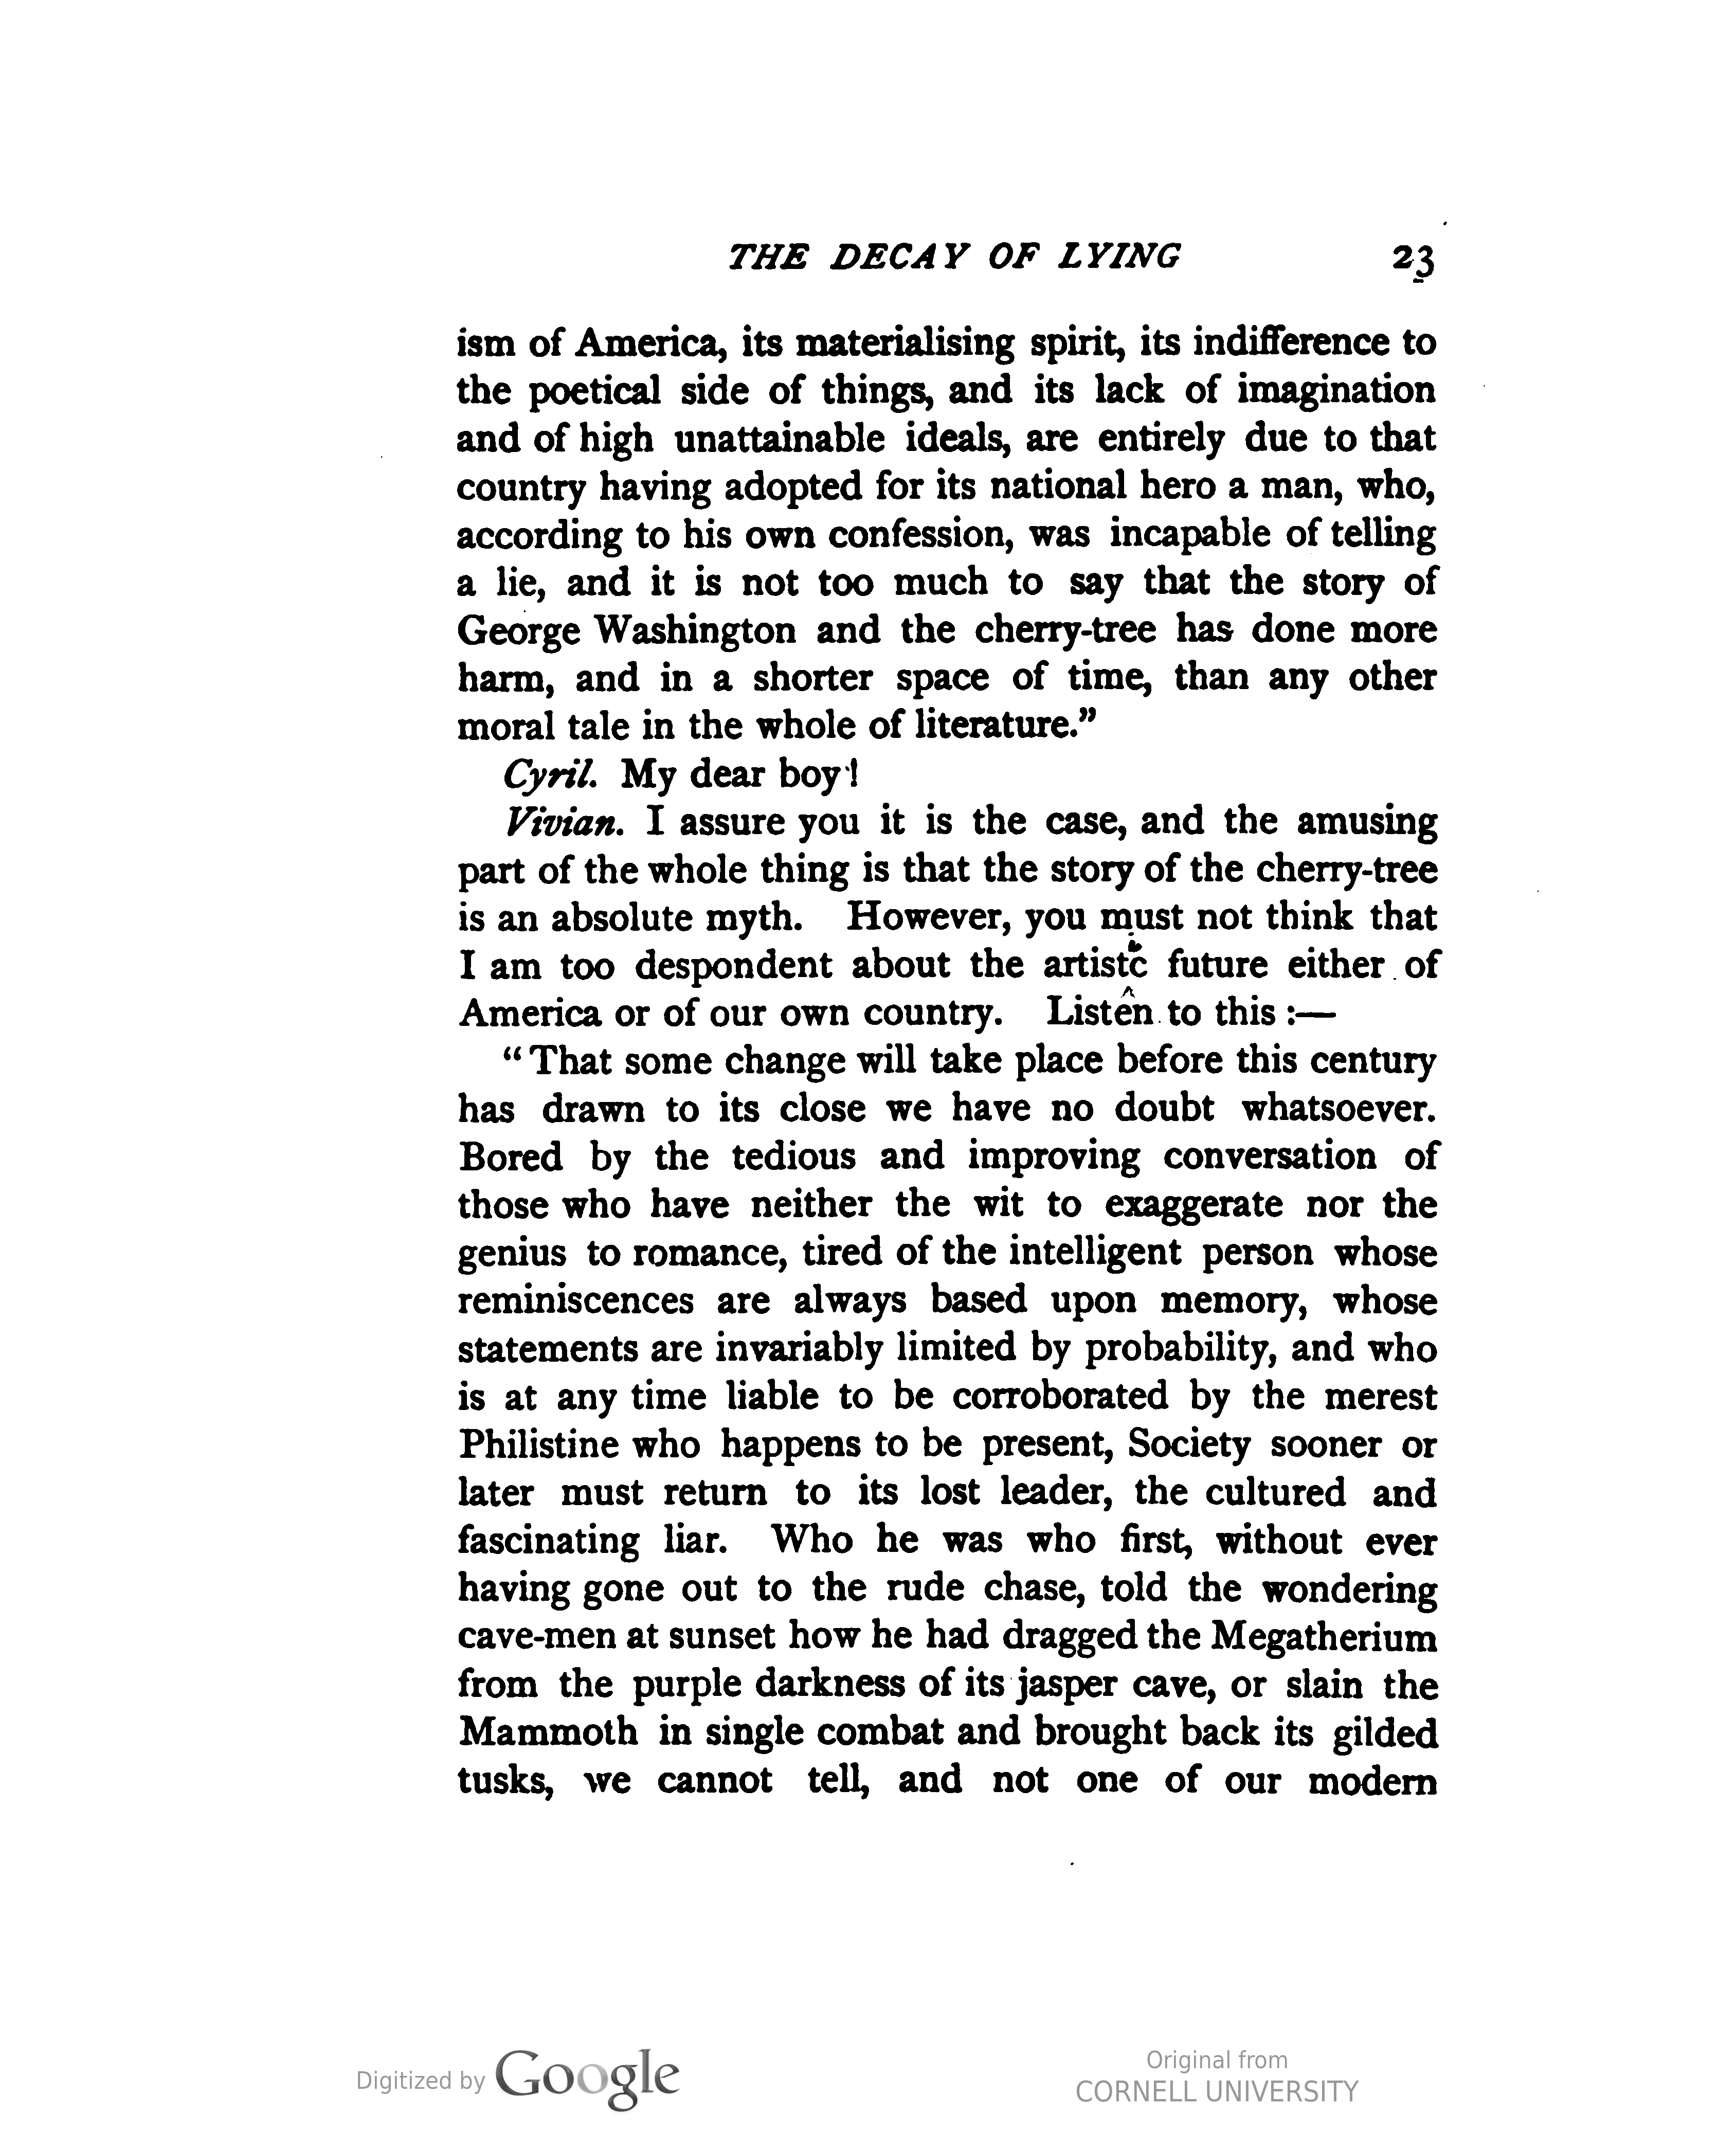 THE DECAY OF LYING 23
ism of America, its materialising spirit, its indifference to
the poetical side of things, and its lack of imagination
and of high unattainable ideals, are entirely due to that
country having adopted for its national hero a man, who,
according to his own confession, was incapable of telling
a lie, and it is not too much to say that the story of
George Washington and the cherry-tree has done more
harm, and in a shorter space of time, than any other
moral tale in the whole of literature.”
Cyril. My dear boy!
Vivian. I assure you it is the case, and the amusing
part of the whole thing is that the story of the cherry-tree
is an absolute myth. However, you must not think that
I am too despondent about the artistc future either of
America or of our own country. Listen to this :—
“That some change will take place before this century
has drawn to its close we have no doubt whatsoever.
Bored by the tedious and improving conversation of
those who have neither the wit to exaggerate nor the
genius to romance, tired of the intelligent person whose
reminiscences are always based upon memory, whose
statements are invariably limited by probability, and who
is at any time liable to be corroborated by the merest
Philistine who happens to be present, Society sooner or
later must return to its lost leader, the cultured and
fascinating liar. Who he was who first, without ever
having gone out to the rude chase, told the wondering
cave-men at sunset how he had dragged the Megatherium
from the purple darkness of its jasper cave, or slain the
Mammoth in single combat and brought back its gilded
tusks, we cannot tell, and not one of our modern
Digitized by Google
Original from
CORNELL UNIVERSITY